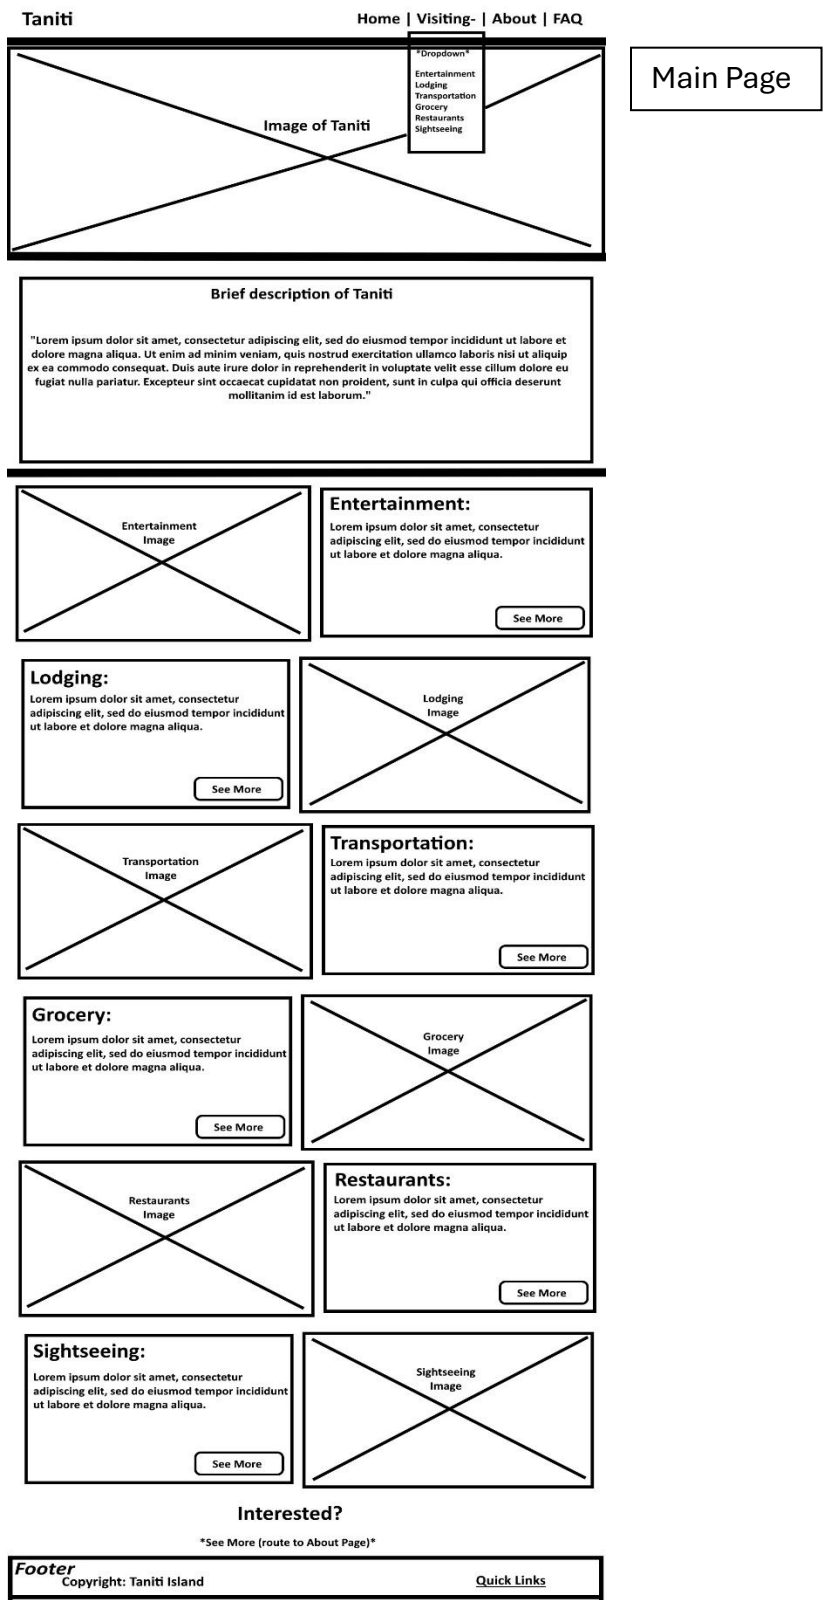 Taniti
Home | Visiting- | About | FAQ
Main Page
*Dropdown*
Entertainment
Lodging
Transportation
Grocery
Restaurants
Sightseeing
Image of Taniti
Brief description of Taniti
"Lorem ipsum dolor sit amet, consectetur adipiscing elit, sed do eiusmod tempor incididunt ut labore et
dolore magna aliqua. Ut enim ad minim veniam, quis nostrud exercitation ullamco laboris nisi ut aliquip
ex ea commodo consequat. Duis aute irure dolor in reprehenderit in voluptate velit esse cillum dolore eu
fugiat nulla pariatur. Excepteur sint occaecat cupidatat non proident, sunt in culpa qui officia deserunt
mollitanim id est laborum."
Entertainment
Image
Entertainment:
Lorem ipsum dolor sit amet, consectetur
adipiscing elit, sed do eiusmod tempor incididunt
ut labore et dolore magna aliqua.
See More
Lodging:
Lorem ipsum dolor sit amet, consectetur
adipiscing elit, sed do eiusmod tempor incididunt
ut labore et dolore magna aliqua.
See More
Lodging
Image
Transportation
Image
Transportation:
Lorem ipsum dolor sit amet, consectetur
adipiscing elit, sed do eiusmod tempor incididunt
ut labore et dolore magna aliqua.
See More
Grocery:
Lorem ipsum dolor sit amet, consectetur
adipiscing elit, sed do eiusmod tempor incididunt
ut labore et dolore magna aliqua.
See More
Grocery
Image
Restaurants
Image
Restaurants:
Lorem ipsum dolor sit amet, consectetur
adipiscing elit, sed do eiusmod tempor incididunt
ut labore et dolore magna aliqua.
See More
Sightseeing:
Lorem ipsum dolor sit amet, consectetur
adipiscing elit, sed do eiusmod tempor incididunt
ut labore et dolore magna aliqua.
See More
Sightseeing
Image
Interested?
*See More (route to About Page)*
Footer
Copyright: Taniti Island
Quick Links